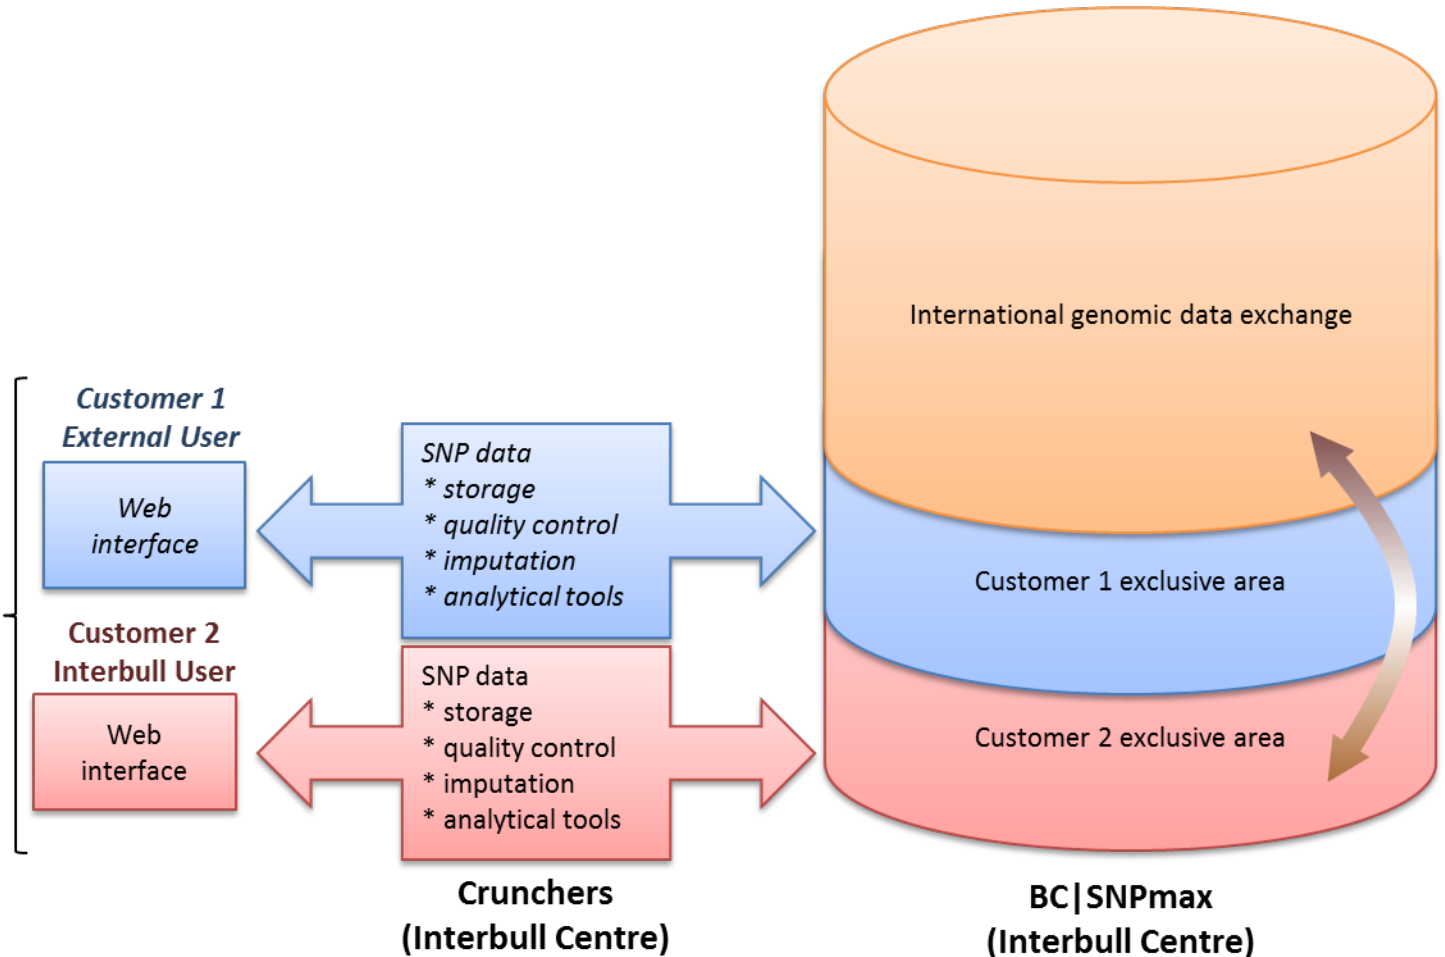 International genomic data exchange
Customer 1
External User
Web
interface
SNP data
* storage
* quality control
* imputation
* analytical tools
Customer 1 exclusive area
Customer 2
Interbull User
Web
interface
SNP data
* storage
* quality control
* imputation
* analytical tools
Customer 2 exclusive area
Crunchers
(Interbull Centre)
BC|SNPmax
(Interbull Centre)